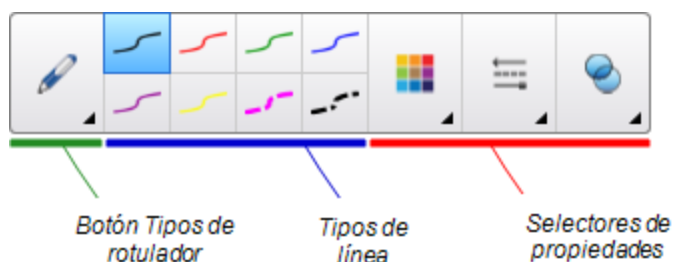 Botón Tipos de
rotulador
Tipos de
línea
Selectores de
propiedades